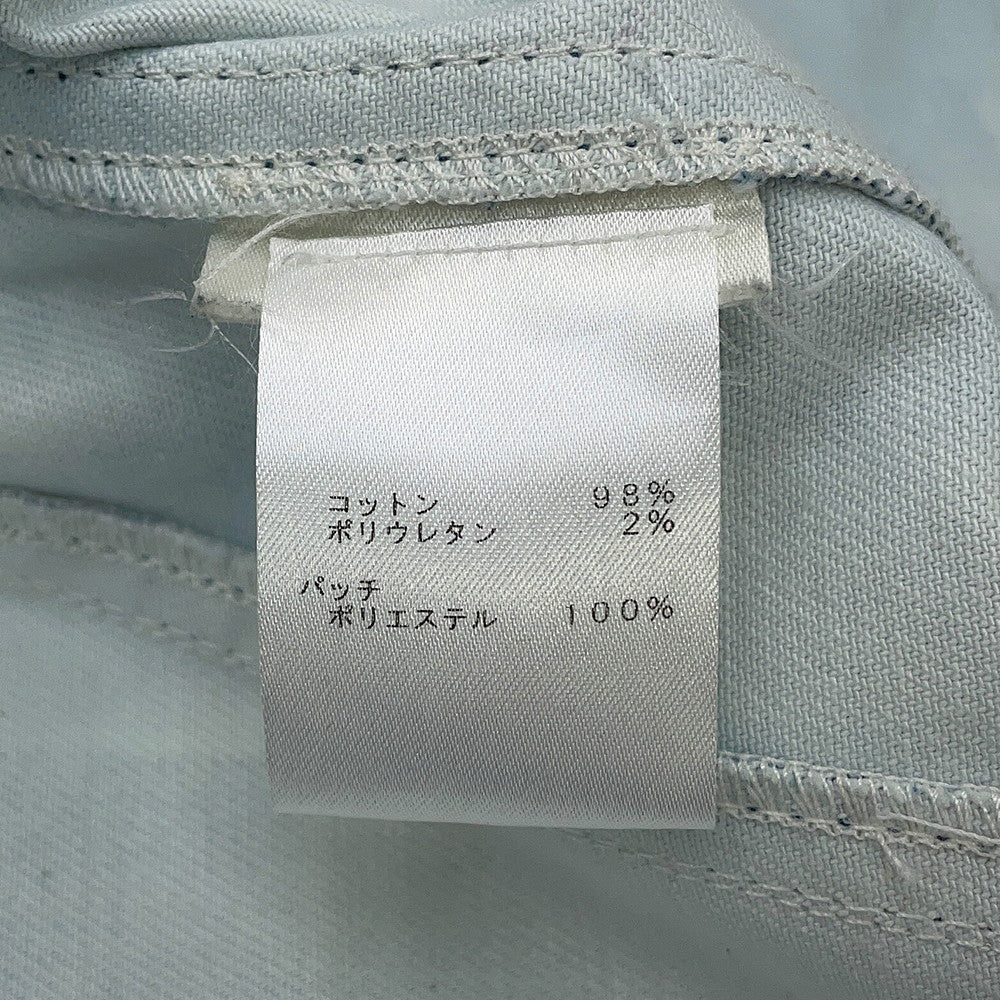 コットン 98%
ポリウレタン 2%
パッチ
ポリエステル 100%